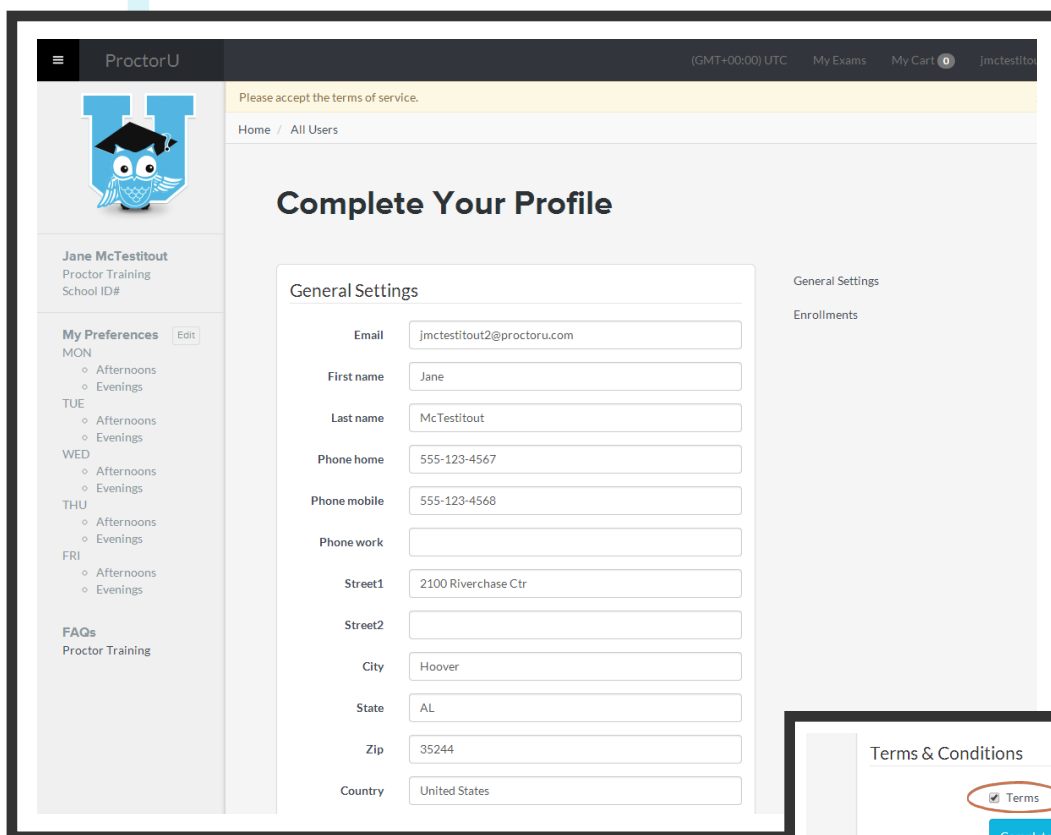 ProctorU
(GMT+00:00) UTC My Exams My Cart 0
Please accept the terms of service.
Home / All Users
Complete Your Profile
Jane McTestitout
Proctor Training
School ID#
My Preferences Edit
MON
Afternoons
Evenings
TUE
Afternoons
Evenings
WED
Afternoons
Evenings
THU
Afternoons
Evenings
FRI
Afternoons
Evenings
FAQs
Proctor Training
General Settings
Email jmctestitout2@proctoru.com
First name Jane
Last name McTestitout
Phone home 555-123-4567
Phone mobile 555-123-4568
Phone work
Street1 2100 Riverchase Ctr
Street2
City Hoover
State AL
Zip 35244
Country United States
General Settings
Enrollments
Terms & Conditions
Terms